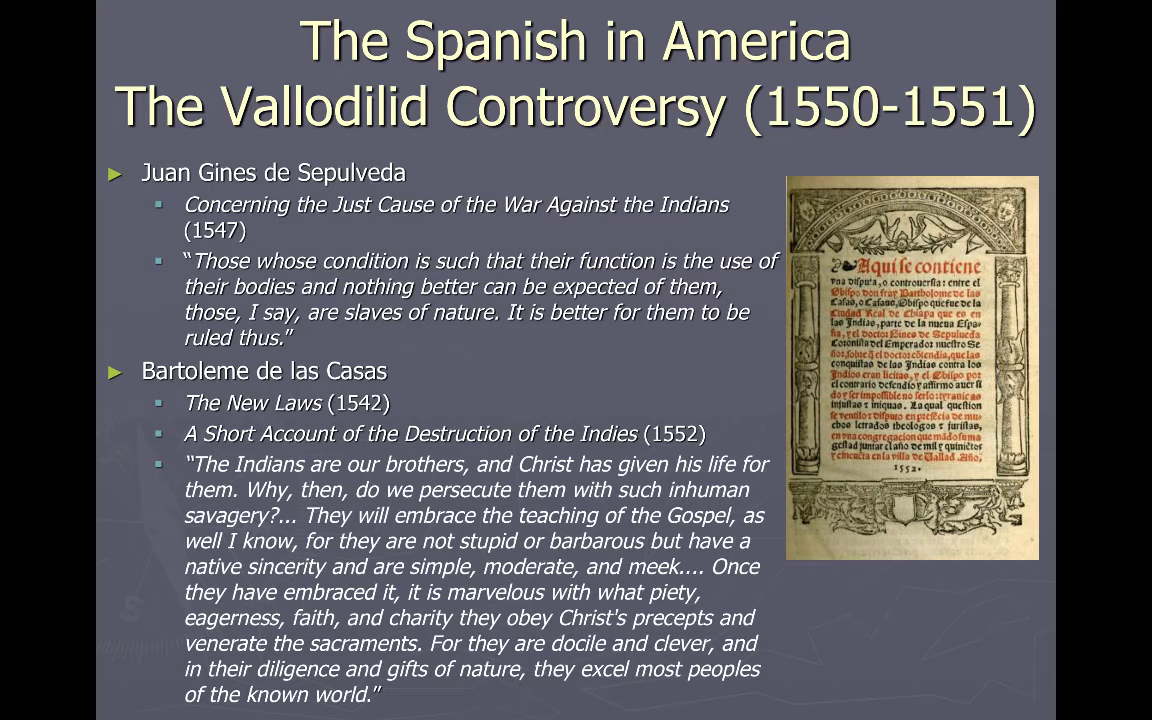 The Spanish in America
The Vallodilid Controversy (1550-1551)
► Juan Gines de Sepulveda
▪ Concerning the Just Cause of the War Against the Indians
(1547)
▪ “Those whose condition is such that their function is the use of
their bodies and nothing better can be expected of them,
those, I say, are slaves of nature. It is better for them to be
ruled thus.”
► Bartoleme de las Casas
▪ The New Laws (1542)
▪ A Short Account of the Destruction of the Indies (1552)
▪ “The Indians are our brothers, and Christ has given his life for
them. Why, then, do we persecute them with such inhuman
savagery?... They will embrace the teaching of the Gospel, as
well I know, for they are not stupid or barbarous but have a
native sincerity and are simple, moderate, and meek.... Once
they have embraced it, it is marvelous with what piety,
eagerness, faith, and charity they obey Christ's precepts and
venerate the sacraments. For they are docile and clever, and
in their diligence and gifts of nature, they excel most peoples
of the known world.”
Aqui se contiene
vna disputa, o controuersia: entre el
Obispo don fray Bartholome de las
Casas, o Casaus, Obispo que fue de la
Ciudad Real de Chiapa que es en
las Indias, parte de la nueua Espa-
ña, y el doctor Gines de Sepulueda
Coronista del Emperador nuestro Se
ñor, sobre q̃ el doctor cõtendia, que las
conquistas de las Indias contra los
Indios eran licitas, y el Obispo por
el contrario defendio y affirmo auer si
do y ser impossible no serlo: tyranicas
injustas e iniquas. La qual question
se ventilo e disputo en presẽcia de mu-
chos letrados theologos e juristas,
en vna congregacion que mãdo su ma
gestad juntar el año de mil y quinietos
y cincueta en la villa de Vallad. Año,
1552.